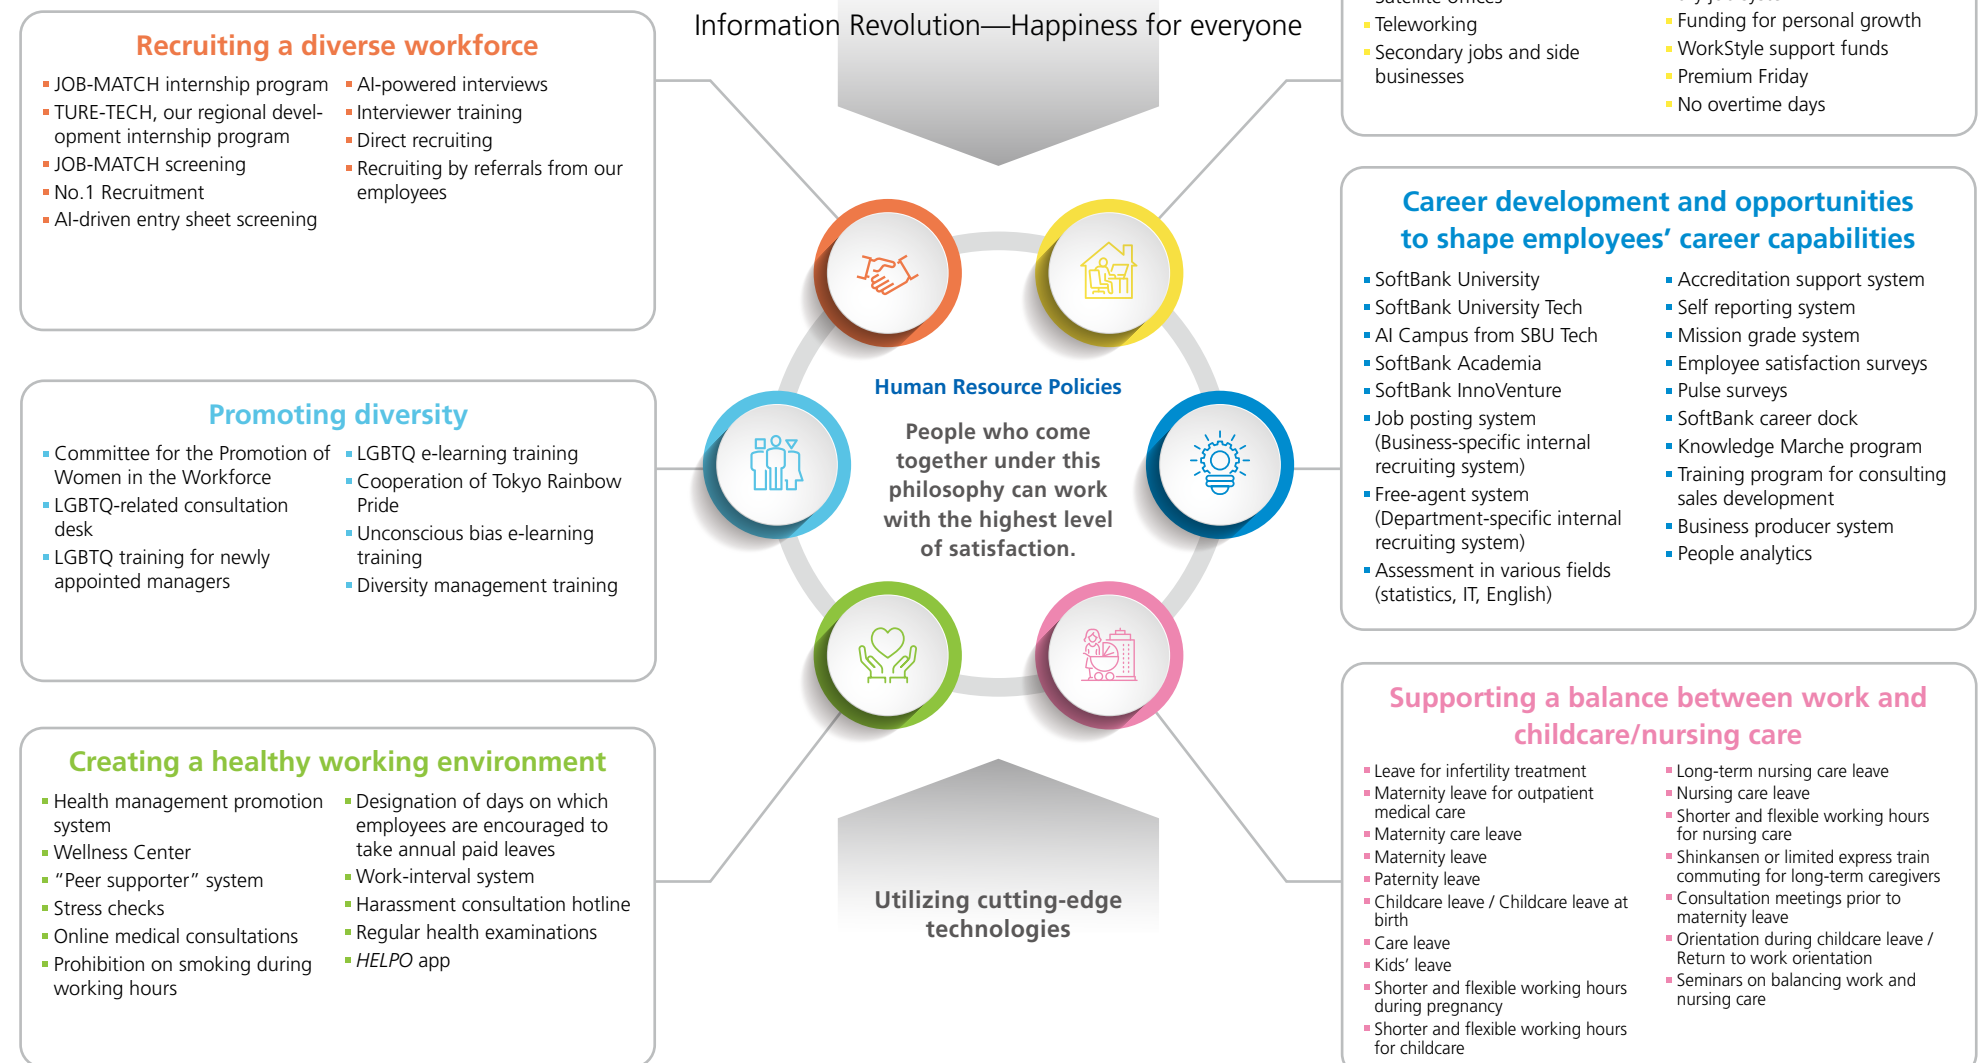 Information Revolution—Happiness for everyone
Recruiting a diverse workforce
JOB-MATCH internship program
TURE-TECH, our regional devel-
opment internship program
JOB-MATCH screening
No.1 Recruitment
AI-driven entry sheet screening
AI-powered interviews
Interviewer training
Direct recruiting
Recruiting by referrals from our
employees
Promoting diversity
Committee for the Promotion of
Women in the Workforce
LGBTQ-related consultation
desk
LGBTQ training for newly
appointed managers
LGBTQ e-learning training
Cooperation of Tokyo Rainbow
Pride
Unconscious bias e-learning
training
Diversity management training
Creating a healthy working environment
Health management promotion
system
Wellness Center
“Peer supporter” system
Stress checks
Online medical consultations
Prohibition on smoking during
working hours
Designation of days on which
employees are encouraged to
take annual paid leaves
Work-interval system
Harassment consultation hotline
Regular health examinations
HELPO app
Human Resource Policies
People who come
together under this
philosophy can work
with the highest level
of satisfaction.
Utilizing cutting-edge
technologies
Satellite offices
Teleworking
Secondary jobs and side
businesses
Funding for personal growth
WorkStyle support funds
Premium Friday
No overtime days
Career development and opportunities
to shape employees’ career capabilities
SoftBank University
SoftBank University Tech
AI Campus from SBU Tech
SoftBank Academia
SoftBank InnoVenture
Job posting system
(Business-specific internal
recruiting system)
Free-agent system
(Department-specific internal
recruiting system)
Assessment in various fields
(statistics, IT, English)
Accreditation support system
Self reporting system
Mission grade system
Employee satisfaction surveys
Pulse surveys
SoftBank career dock
Knowledge Marche program
Training program for consulting
sales development
Business producer system
People analytics
Supporting a balance between work and
childcare/nursing care
Leave for infertility treatment
Maternity leave for outpatient
medical care
Maternity care leave
Maternity leave
Paternity leave
Childcare leave / Childcare leave at
birth
Care leave
Kids’ leave
Shorter and flexible working hours
during pregnancy
Shorter and flexible working hours
for childcare
Long-term nursing care leave
Nursing care leave
Shorter and flexible working hours
for nursing care
Shinkansen or limited express train
commuting for long-term caregivers
Consultation meetings prior to
maternity leave
Orientation during childcare leave /
Return to work orientation
Seminars on balancing work and
nursing care